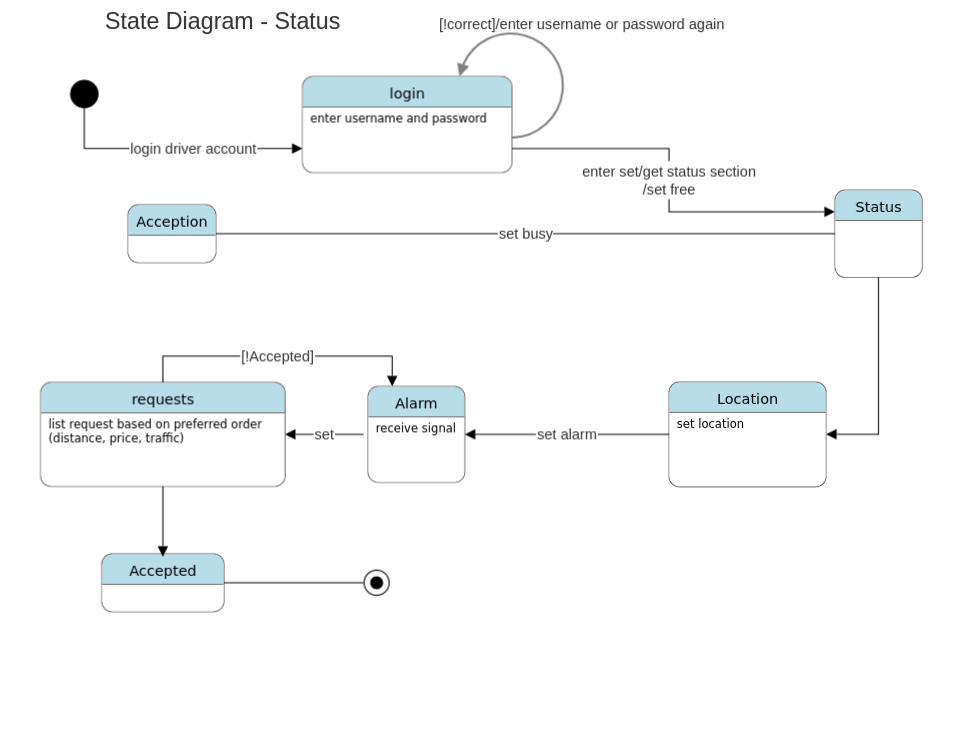 State Diagram - Status
[!correct]/enter username or password again
login
enter username and password
login driver account
enter set/get status section
/set free
Status
Acception
set busy
[!Accepted]
requests
list request based on preferred order
(distance, price, traffic)
set
Alarm
receive signal
set alarm
Location
set location
Accepted